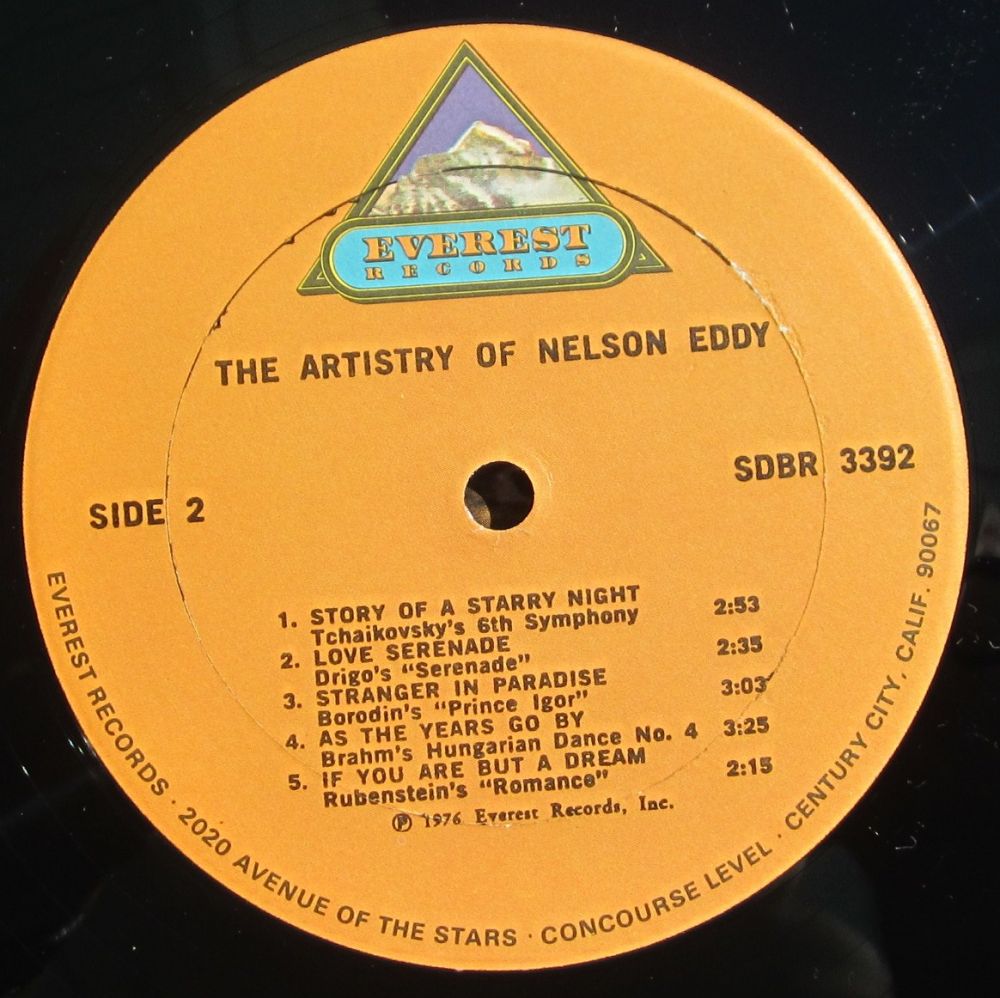 EVEREST
RECORDS
THE ARTISTRY OF NELSON EDDY
SDBR 3392
SIDE 2
1. STORY OF A STARRY NIGHT 2:53
Tchaikovsky's 6th Symphony
2. LOVE SERENADE 2:35
Drigo's "Serenade"
3. STRANGER IN PARADISE 3:03
Borodin's "Prince Igor"
4. AS THE YEARS GO BY 3:25
Brahm's Hungarian Dance No. 4
5. IF YOU ARE BUT A DREAM 2:15
Rubenstein's "Romance"
℗ 1976 Everest Records, Inc.
EVEREST RECORDS · 2020 AVENUE OF THE STARS · CONCOURSE LEVEL · CENTURY CITY, CALIF. 90067